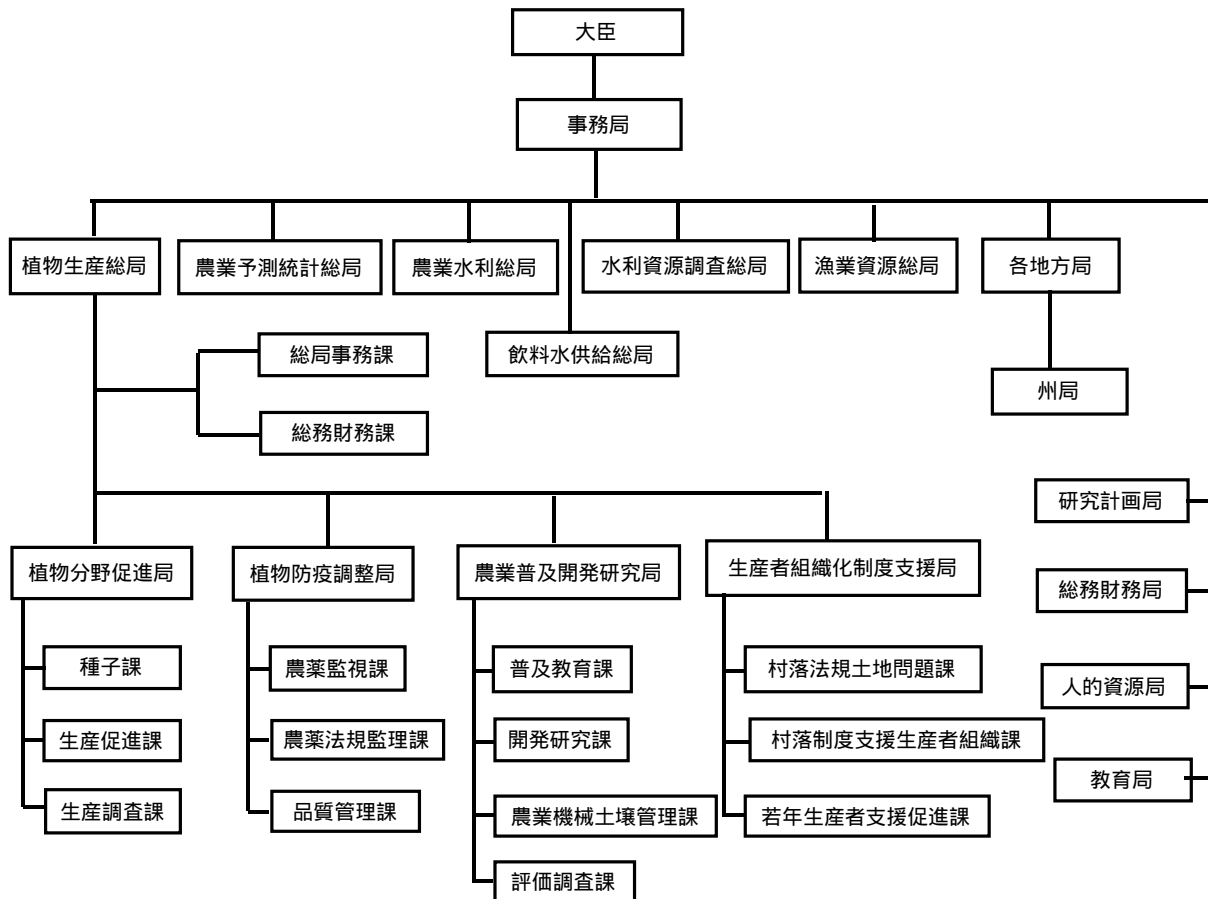 大臣
事務局
植物生産総局
農業予測統計総局
農業水利総局
水利資源調査総局
漁業資源総局
各地方局
総局事務課
飲料水供給総局
州局
総務財務課
研究計画局
植物分野促進局
植物防疫調整局
農業普及開発研究局
生産者組織化制度支援局
総務財務局
種子課
農薬監視課
普及教育課
村落法規土地問題課
人的資源局
生産促進課
農薬法規監理課
開発研究課
村落制度支援生産者組織課
教育局
生産調査課
品質管理課
農業機械土壌管理課
若年生産者支援促進課
評価調査課